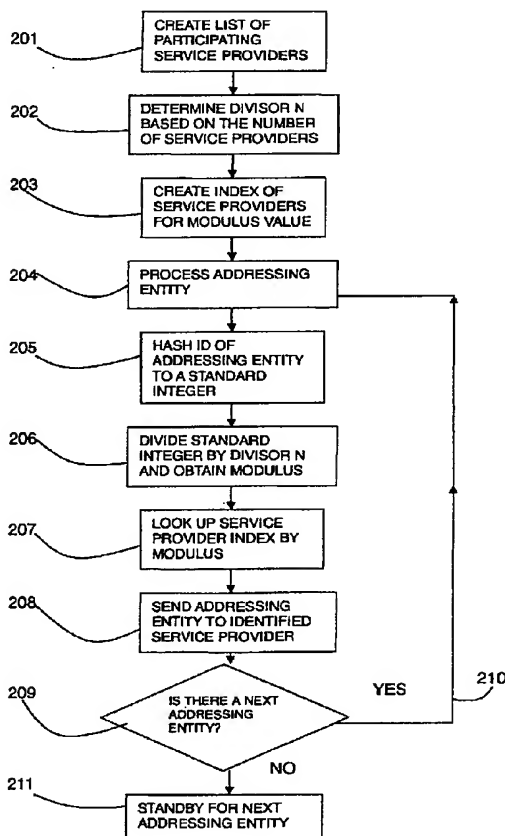 201
CREATE LIST OF
PARTICIPATING
SERVICE PROVIDERS
202
DETERMINE DIVISOR N
BASED ON THE NUMBER
OF SERVICE PROVIDERS
203
CREATE INDEX OF
SERVICE PROVIDERS
FOR MODULUS VALUE
204
PROCESS ADDRESSING
ENTITY
205
HASH ID OF
ADDRESSING ENTITY
TO A STANDARD
INTEGER
206
DIVIDE STANDARD
INTEGER BY DIVISOR N
AND OBTAIN MODULUS
207
LOOK UP SERVICE
PROVIDER INDEX BY
MODULUS
208
SEND ADDRESSING
ENTITY TO IDENTIFIED
SERVICE PROVIDER
209
IS THERE A NEXT
ADDRESSING
ENTITY?
YES
210
NO
211
STANDBY FOR NEXT
ADDRESSING ENTITY